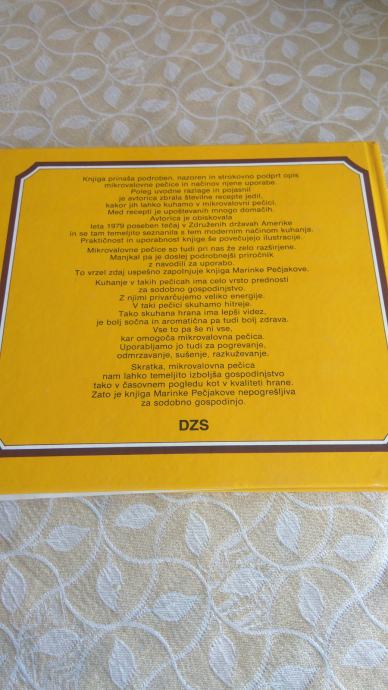 Knjiga prinaša podroben, nazoren in strokovno podprt opis
mikrovalovne pečice in načinov njene uporabe.
Poleg uvodne razlage in pojasnil
je avtorica zbrala številne recepte jedil,
kakor jih lahko kuhamo v mikrovalovni pečici.
Med recepti je upoštevanih mnogo domačih.
Avtorica je obiskovala
leta 1979 poseben tečaj v Združenih državah Amerike
in se tam temeljito seznanila s tem modernim načinom kuhanja.
Praktičnost in uporabnost knjige še povečujejo ilustracije.
Mikrovalovne pečice so tudi pri nas že zelo razširjene.
Manjkal pa je doslej podrobnejši priročnik
z navodili za uporabo.
To vrzel zdaj uspešno zapolnjuje knjiga Marinke Pečjakove.
Kuhanje v takih pečicah ima celo vrsto prednosti
za sodobno gospodinjstvo.
Z njimi privarčujemo veliko energije.
V taki pečici skuhamo hitreje.
Tako skuhana hrana ima lepši videz,
je bolj sočna in aromatična pa tudi bolj zdrava.
Vse to pa še ni vse,
kar omogoča mikrovalovna pečica.
Uporabljamo jo tudi za pogrevanje,
odmrzavanje, sušenje, razkuževanje.
Skratka, mikrovalovna pečica
nam lahko temeljito izboljša gospodinjstvo
tako v časovnem pogledu kot v kvaliteti hrane.
Zato je knjiga Marinke Pečjakove nepogrešljiva
za sodobno gospodinjo.
DZS